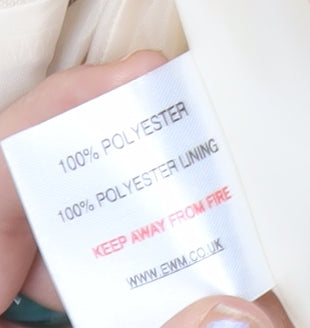 100% POLYESTER
100% POLYESTER LINING
KEEP AWAY FROM FIRE
WWW.EWM.CO.UK